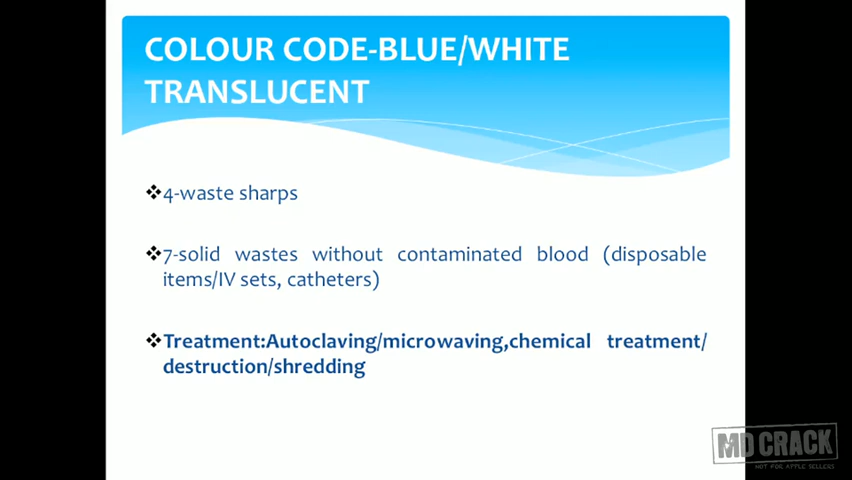 COLOUR CODE-BLUE/WHITE
TRANSLUCENT
❖4-waste sharps
❖7-solid wastes without contaminated blood (disposable
items/IV sets, catheters)
❖Treatment:Autoclaving/microwaving,chemical treatment/
destruction/shredding
MD CRACK
NOT FOR APPLE SELLERS